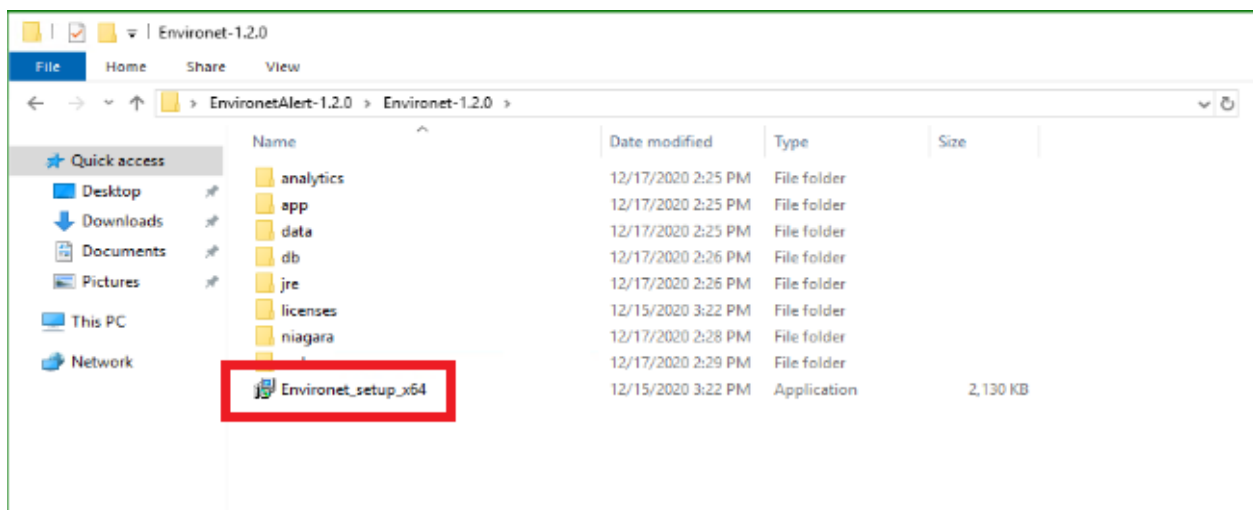 Environet-1.2.0
File Home Share View
EnvironetAlert-1.2.0 Environet-1.2.0
Name Date modified Type Size
Quick access
Desktop
Downloads
Documents
Pictures
This PC
Network
analytics 12/17/2020 2:25 PM File folder
app 12/17/2020 2:25 PM File folder
data 12/17/2020 2:25 PM File folder
db 12/17/2020 2:26 PM File folder
jre 12/17/2020 2:26 PM File folder
licenses 12/15/2020 3:22 PM File folder
niagara 12/17/2020 2:28 PM File folder
12/17/2020 2:29 PM File folder
Environet_setup_x64 12/15/2020 3:22 PM Application 2,130 KB